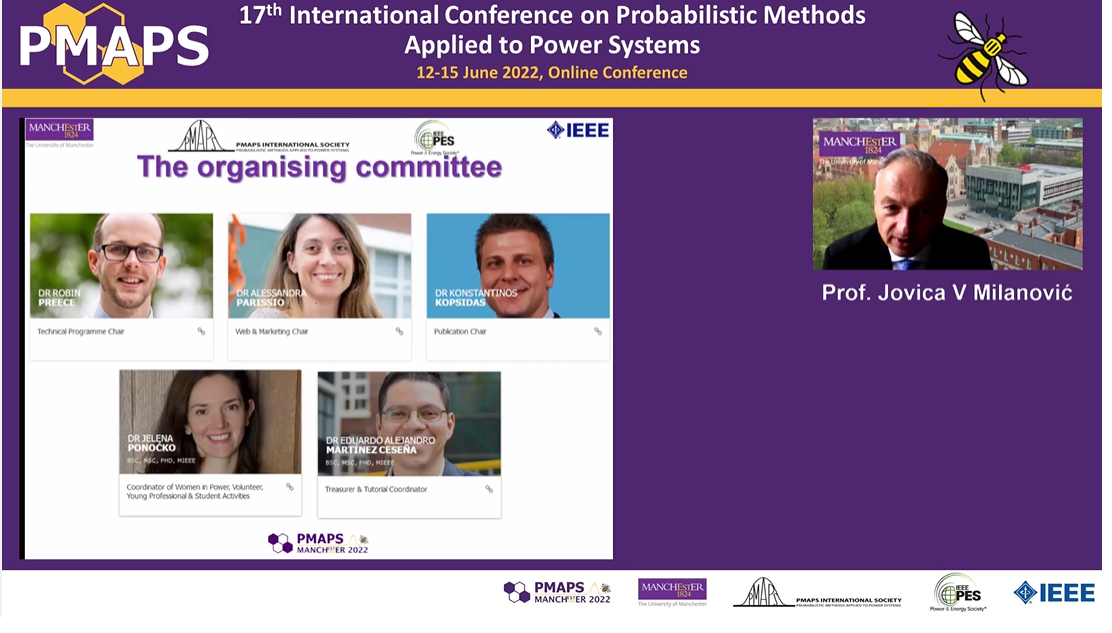 PMAPS
17th International Conference on Probabilistic Methods
Applied to Power Systems
12-15 June 2022, Online Conference
MANCHESTER
1824
The University of Manchester
PMAPS
PMAPS INTERNATIONAL SOCIETY
PROBABILISTIC METHODS APPLIED TO POWER SYSTEMS
IEEE
PES
Power & Energy Society®
IEEE
The organising committee
DR ROBIN
PREECE
Technical Programme Chair
DR ALESSANDRA
PARISSIO
Web & Marketing Chair
DR KONSTANTINOS
KOPSIDAS
Publication Chair
DR JELENA
PONOČKO
BSC, MSC, PHD, MIEEE
Coordinator of Women in Power, Volunteer,
Young Professional & Student Activities
DR EDUARDO ALEJANDRO
MARTÍNEZ CESEÑA
BSC, MSC, PHD, MIEEE
Treasurer & Tutorial Coordinator
PMAPS
MANCHESTER 2022
MANCHESTER
1824
The University of Man
Prof. Jovica V Milanović
PMAPS
MANCHESTER 2022
MANCHESTER
1824
The University of Manchester
PMAPS
PMAPS INTERNATIONAL SOCIETY
PROBABILISTIC METHODS APPLIED TO POWER SYSTEMS
IEEE
PES
Power & Energy Society®
IEEE